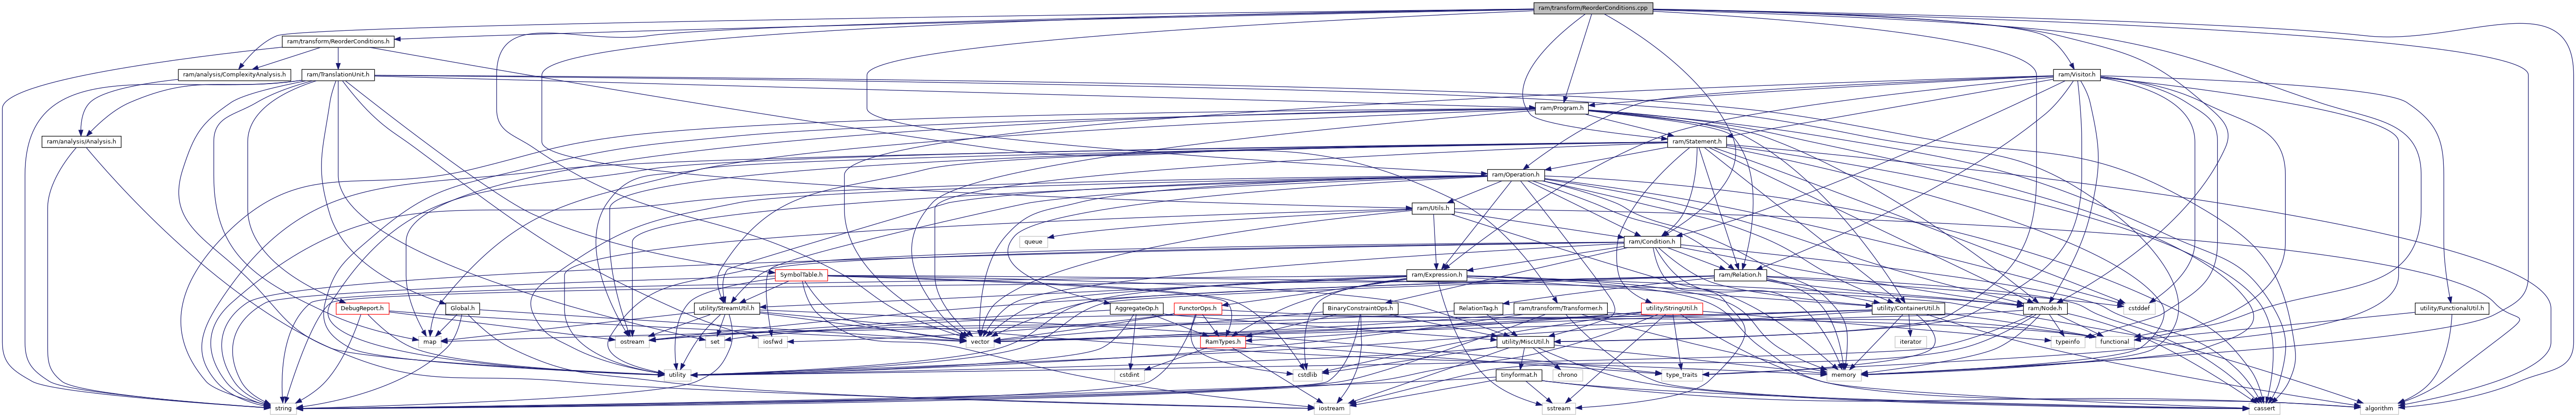 ram/transform/ReorderConditions.cpp
ram/transform/ReorderConditions.h
ram/analysis/ComplexityAnalysis.h
ram/TranslationUnit.h
ram/Visitor.h
ram/Program.h
ram/analysis/Analysis.h
ram/Statement.h
ram/Operation.h
ram/Utils.h
queue
ram/Condition.h
SymbolTable.h
ram/Expression.h
ram/Relation.h
DebugReport.h
Global.h
utility/StreamUtil.h
AggregateOp.h
FunctorOps.h
BinaryConstraintOps.h
RelationTag.h
ram/transform/Transformer.h
utility/StringUtil.h
utility/ContainerUtil.h
ram/Node.h
cstddef
utility/FunctionalUtil.h
map
ostream
set
iosfwd
vector
RamTypes.h
utility/MiscUtil.h
iterator
typeinfo
functional
utility
cstdint
cstdlib
tinyformat.h
chrono
type_traits
memory
string
iostream
sstream
cassert
algorithm